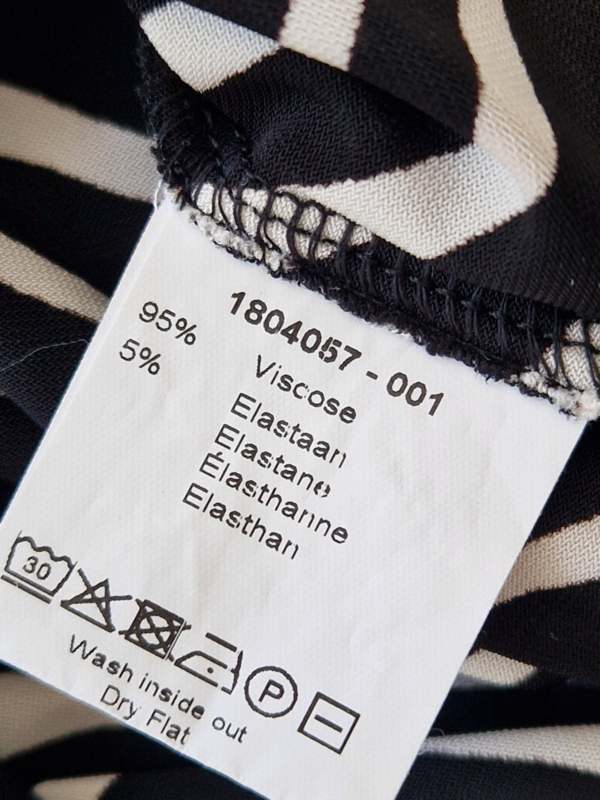 1804057 - 001
95% Viscose
5% Elastaan
Elastane
Élasthanne
Elasthan
30
P
Wash inside out
Dry Flat